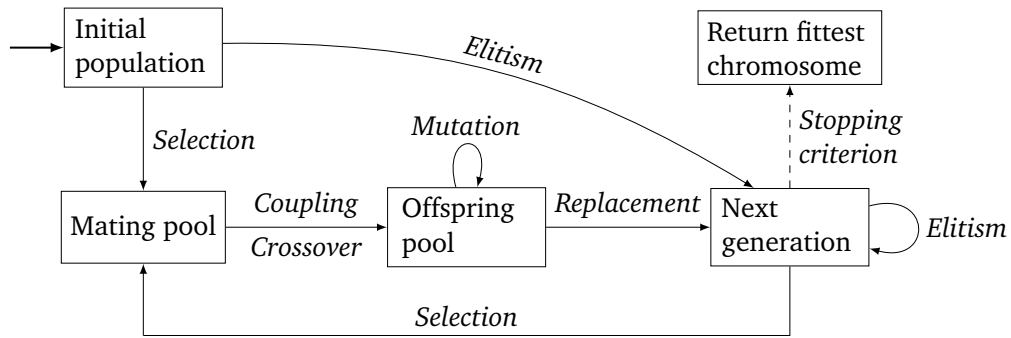 Initial
population
Elitism
Return fittest
chromosome
Selection
Mutation
Stopping
criterion
Mating pool
Coupling
Crossover
Offspring
pool
Replacement
Next
generation
Elitism
Selection